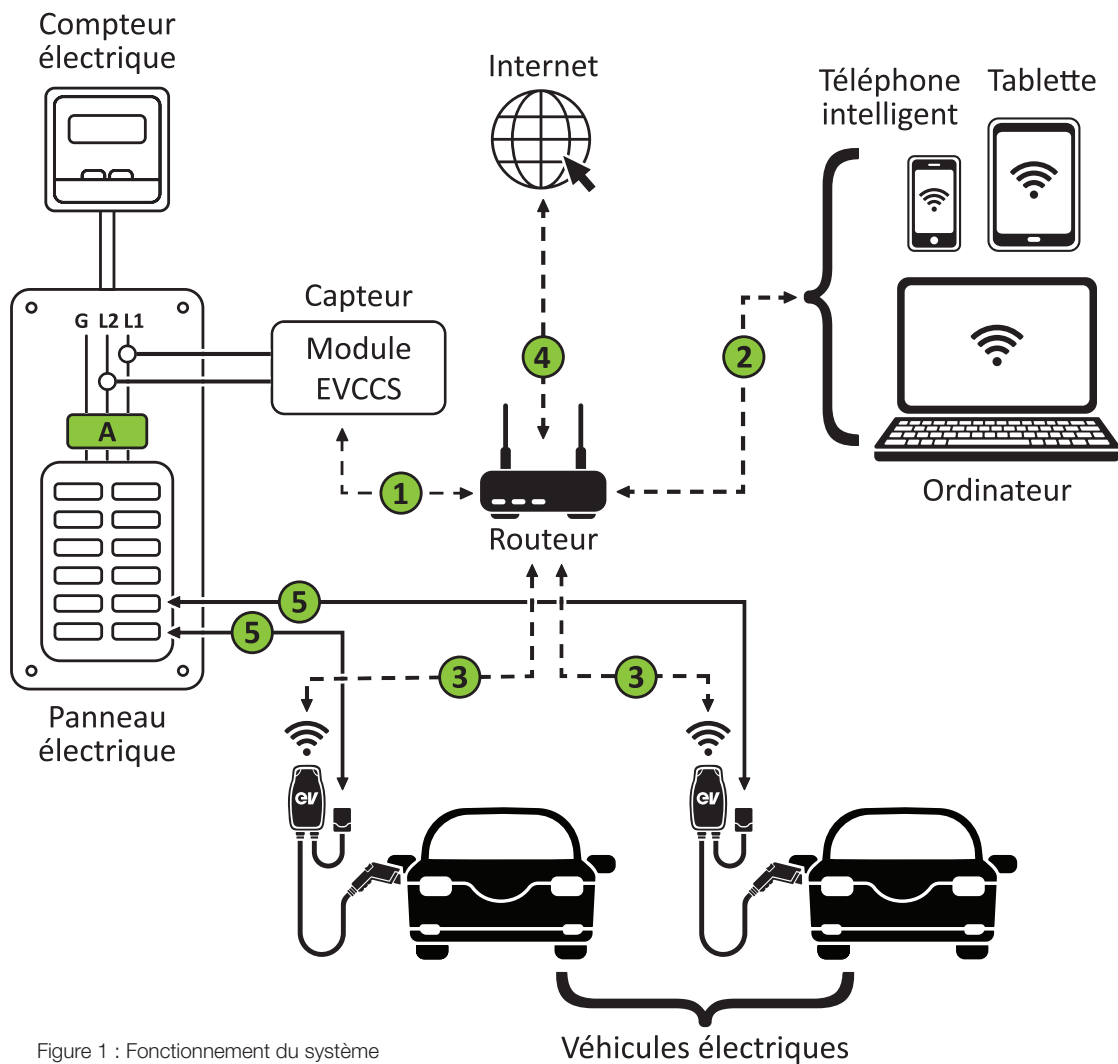 Compteur
électrique
Internet
Téléphone
intelligent
Tablette
Capteur
G L2 L1
Module
EVCCS
A
4
2
1
Routeur
Ordinateur
5
5
3
3
Panneau
électrique
ev
ev
Véhicules électriques
Figure 1 : Fonctionnement du système